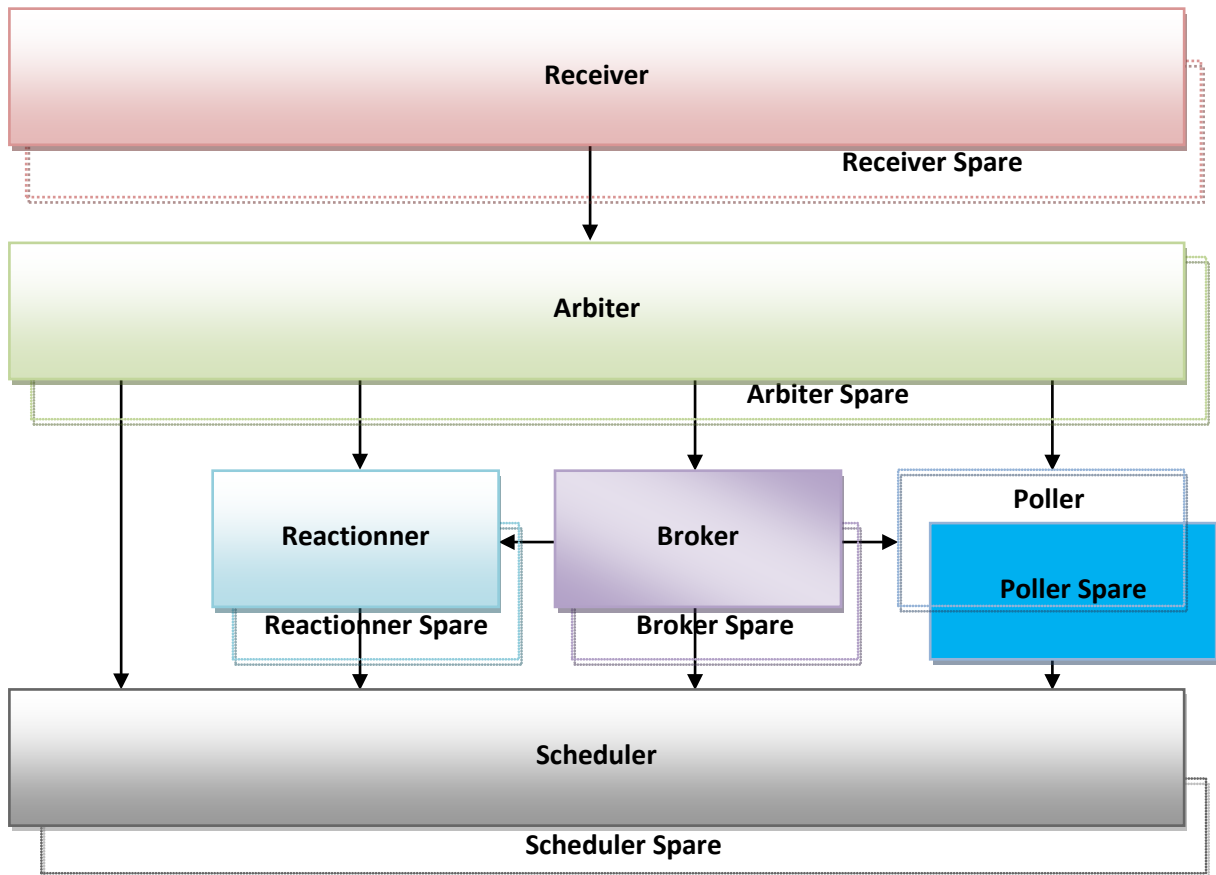 Receiver
Receiver Spare
Arbiter
Arbiter Spare
Poller
Reactionner
Broker
Poller Spare
Reactionner Spare
Broker Spare
Scheduler
Scheduler Spare